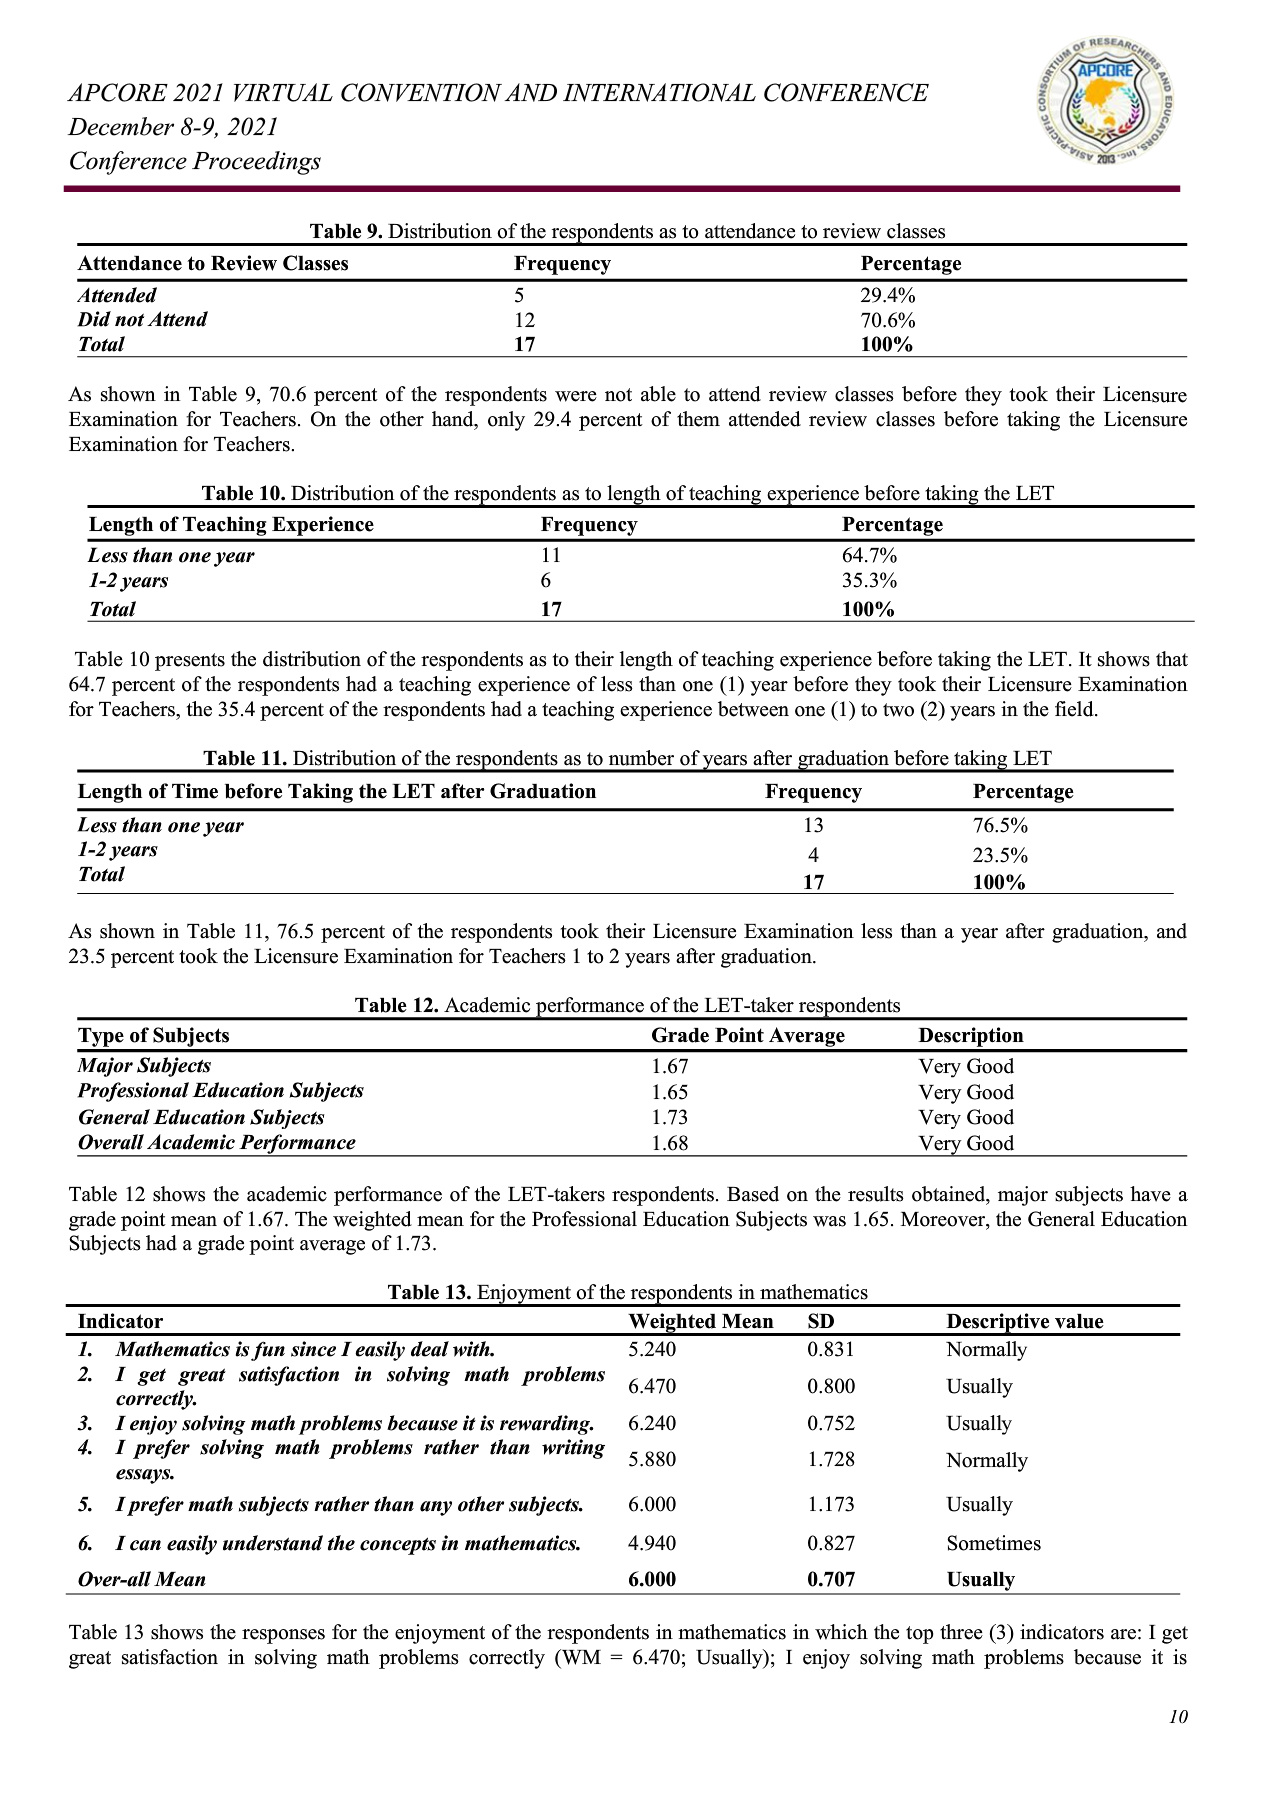 APCORE 2021 VIRTUAL CONVENTION AND INTERNATIONAL CONFERENCE
December 8-9, 2021
Conference Proceedings
ASIA-PACIFIC CONSORTIUM OF RESEARCHERS AND EDUCATORS, Inc.
APCORE
2013
Table 9. Distribution of the respondents as to attendance to review classes
Attendance to Review Classes Frequency Percentage
Attended 5 29.4%
Did not Attend 12 70.6%
Total 17 100%
As shown in Table 9, 70.6 percent of the respondents were not able to attend review classes before they took their Licensure
Examination for Teachers. On the other hand, only 29.4 percent of them attended review classes before taking the Licensure
Examination for Teachers.
Table 10. Distribution of the respondents as to length of teaching experience before taking the LET
Length of Teaching Experience Frequency Percentage
Less than one year 11 64.7%
1-2 years 6 35.3%
Total 17 100%
Table 10 presents the distribution of the respondents as to their length of teaching experience before taking the LET. It shows that
64.7 percent of the respondents had a teaching experience of less than one (1) year before they took their Licensure Examination
for Teachers, the 35.4 percent of the respondents had a teaching experience between one (1) to two (2) years in the field.
Table 11. Distribution of the respondents as to number of years after graduation before taking LET
Length of Time before Taking the LET after Graduation Frequency Percentage
Less than one year 13 76.5%
1-2 years 4 23.5%
Total 17 100%
As shown in Table 11, 76.5 percent of the respondents took their Licensure Examination less than a year after graduation, and
23.5 percent took the Licensure Examination for Teachers 1 to 2 years after graduation.
Table 12. Academic performance of the LET-taker respondents
Type of Subjects Grade Point Average Description
Major Subjects 1.67 Very Good
Professional Education Subjects 1.65 Very Good
General Education Subjects 1.73 Very Good
Overall Academic Performance 1.68 Very Good
Table 12 shows the academic performance of the LET-takers respondents. Based on the results obtained, major subjects have a
grade point mean of 1.67. The weighted mean for the Professional Education Subjects was 1.65. Moreover, the General Education
Subjects had a grade point average of 1.73.
Table 13. Enjoyment of the respondents in mathematics
Indicator Weighted Mean SD Descriptive value
1. Mathematics is fun since I easily deal with. 5.240 0.831 Normally
2. I get great satisfaction in solving math problems
correctly. 6.470 0.800 Usually
3. I enjoy solving math problems because it is rewarding. 6.240 0.752 Usually
4. I prefer solving math problems rather than writing
essays. 5.880 1.728 Normally
5. I prefer math subjects rather than any other subjects. 6.000 1.173 Usually
6. I can easily understand the concepts in mathematics. 4.940 0.827 Sometimes
Over-all Mean 6.000 0.707 Usually
Table 13 shows the responses for the enjoyment of the respondents in mathematics in which the top three (3) indicators are: I get
great satisfaction in solving math problems correctly (WM = 6.470; Usually); I enjoy solving math problems because it is
10